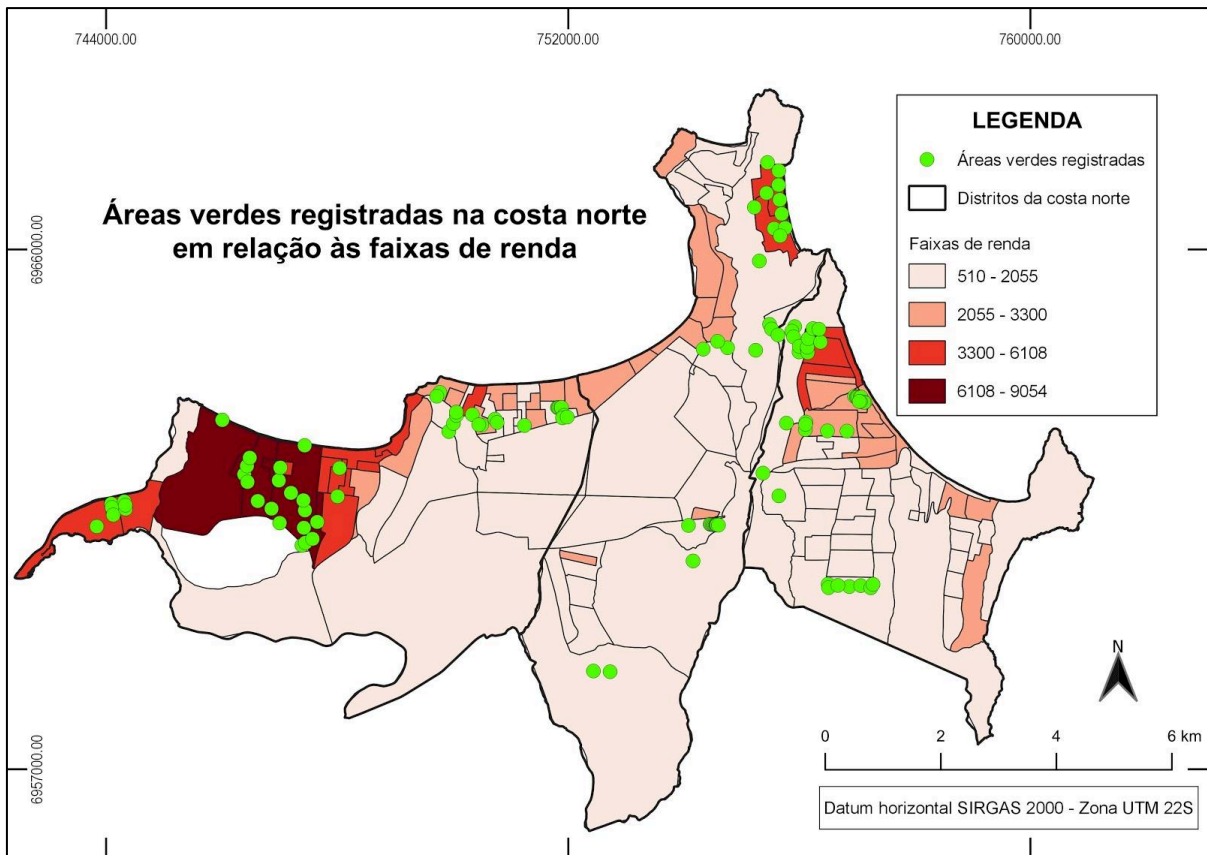 744000.00
752000.00
760000.00
6966000.00
6957000.00
Áreas verdes registradas na costa norte
em relação às faixas de renda
LEGENDA
Áreas verdes registradas
Distritos da costa norte
Faixas de renda
510 - 2055
2055 - 3300
3300 - 6108
6108 - 9054
N
0 2 4 6 km
Datum horizontal SIRGAS 2000 - Zona UTM 22S